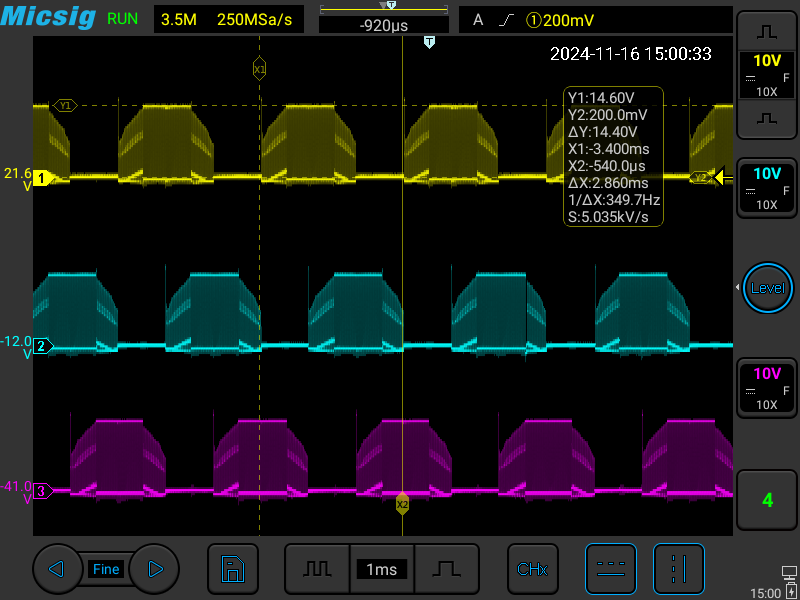 Micsig RUN 3.5M 250MSa/s -920µs A ①200mV
T
T
2024-11-16 15:00:33
X1
Y1
Y1:14.60V
Y2:200.0mV
ΔY:14.40V
X1:-3.400ms
X2:-540.0µs
ΔX:2.860ms
1/ΔX:349.7Hz
S:5.035kV/s
10V
F
10X
21.6
V
1
Y2
10V
F
10X
Level
-12.0
V
2
10V
F
10X
-41.0
V
3
X2
4
Fine
1ms
CHx
15:00